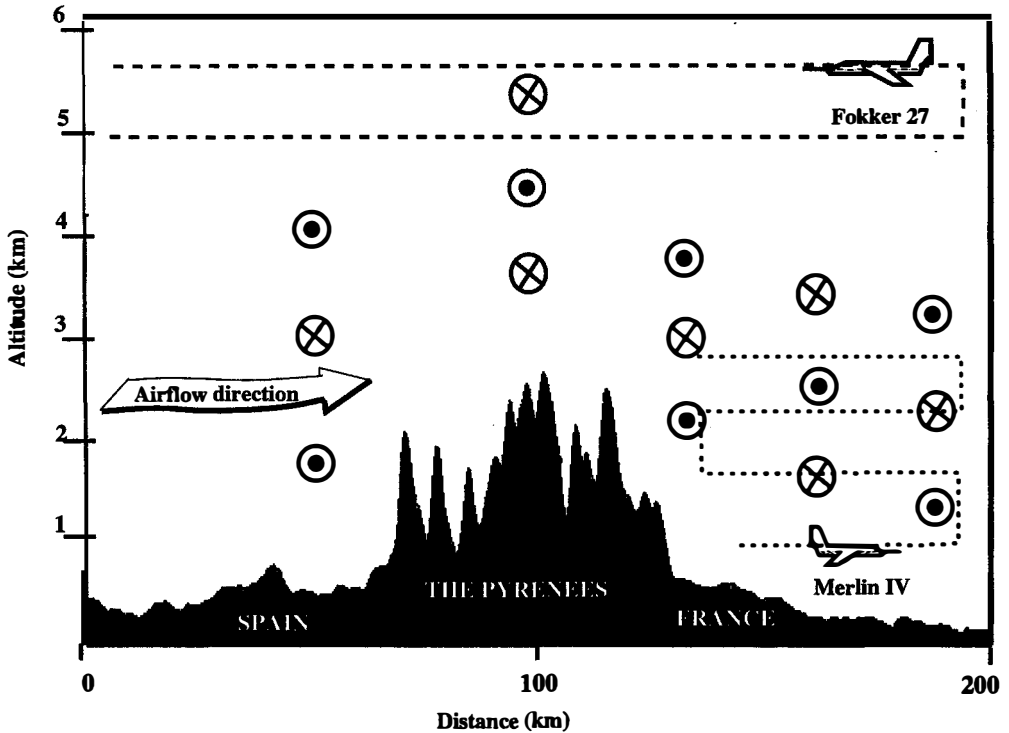 6
5
4
3
2
1
Altitude (km)
Fokker 27
Airflow direction
Merlin IV
THE PYRENEES
SPAIN
FRANCE
0
100
200
Distance (km)